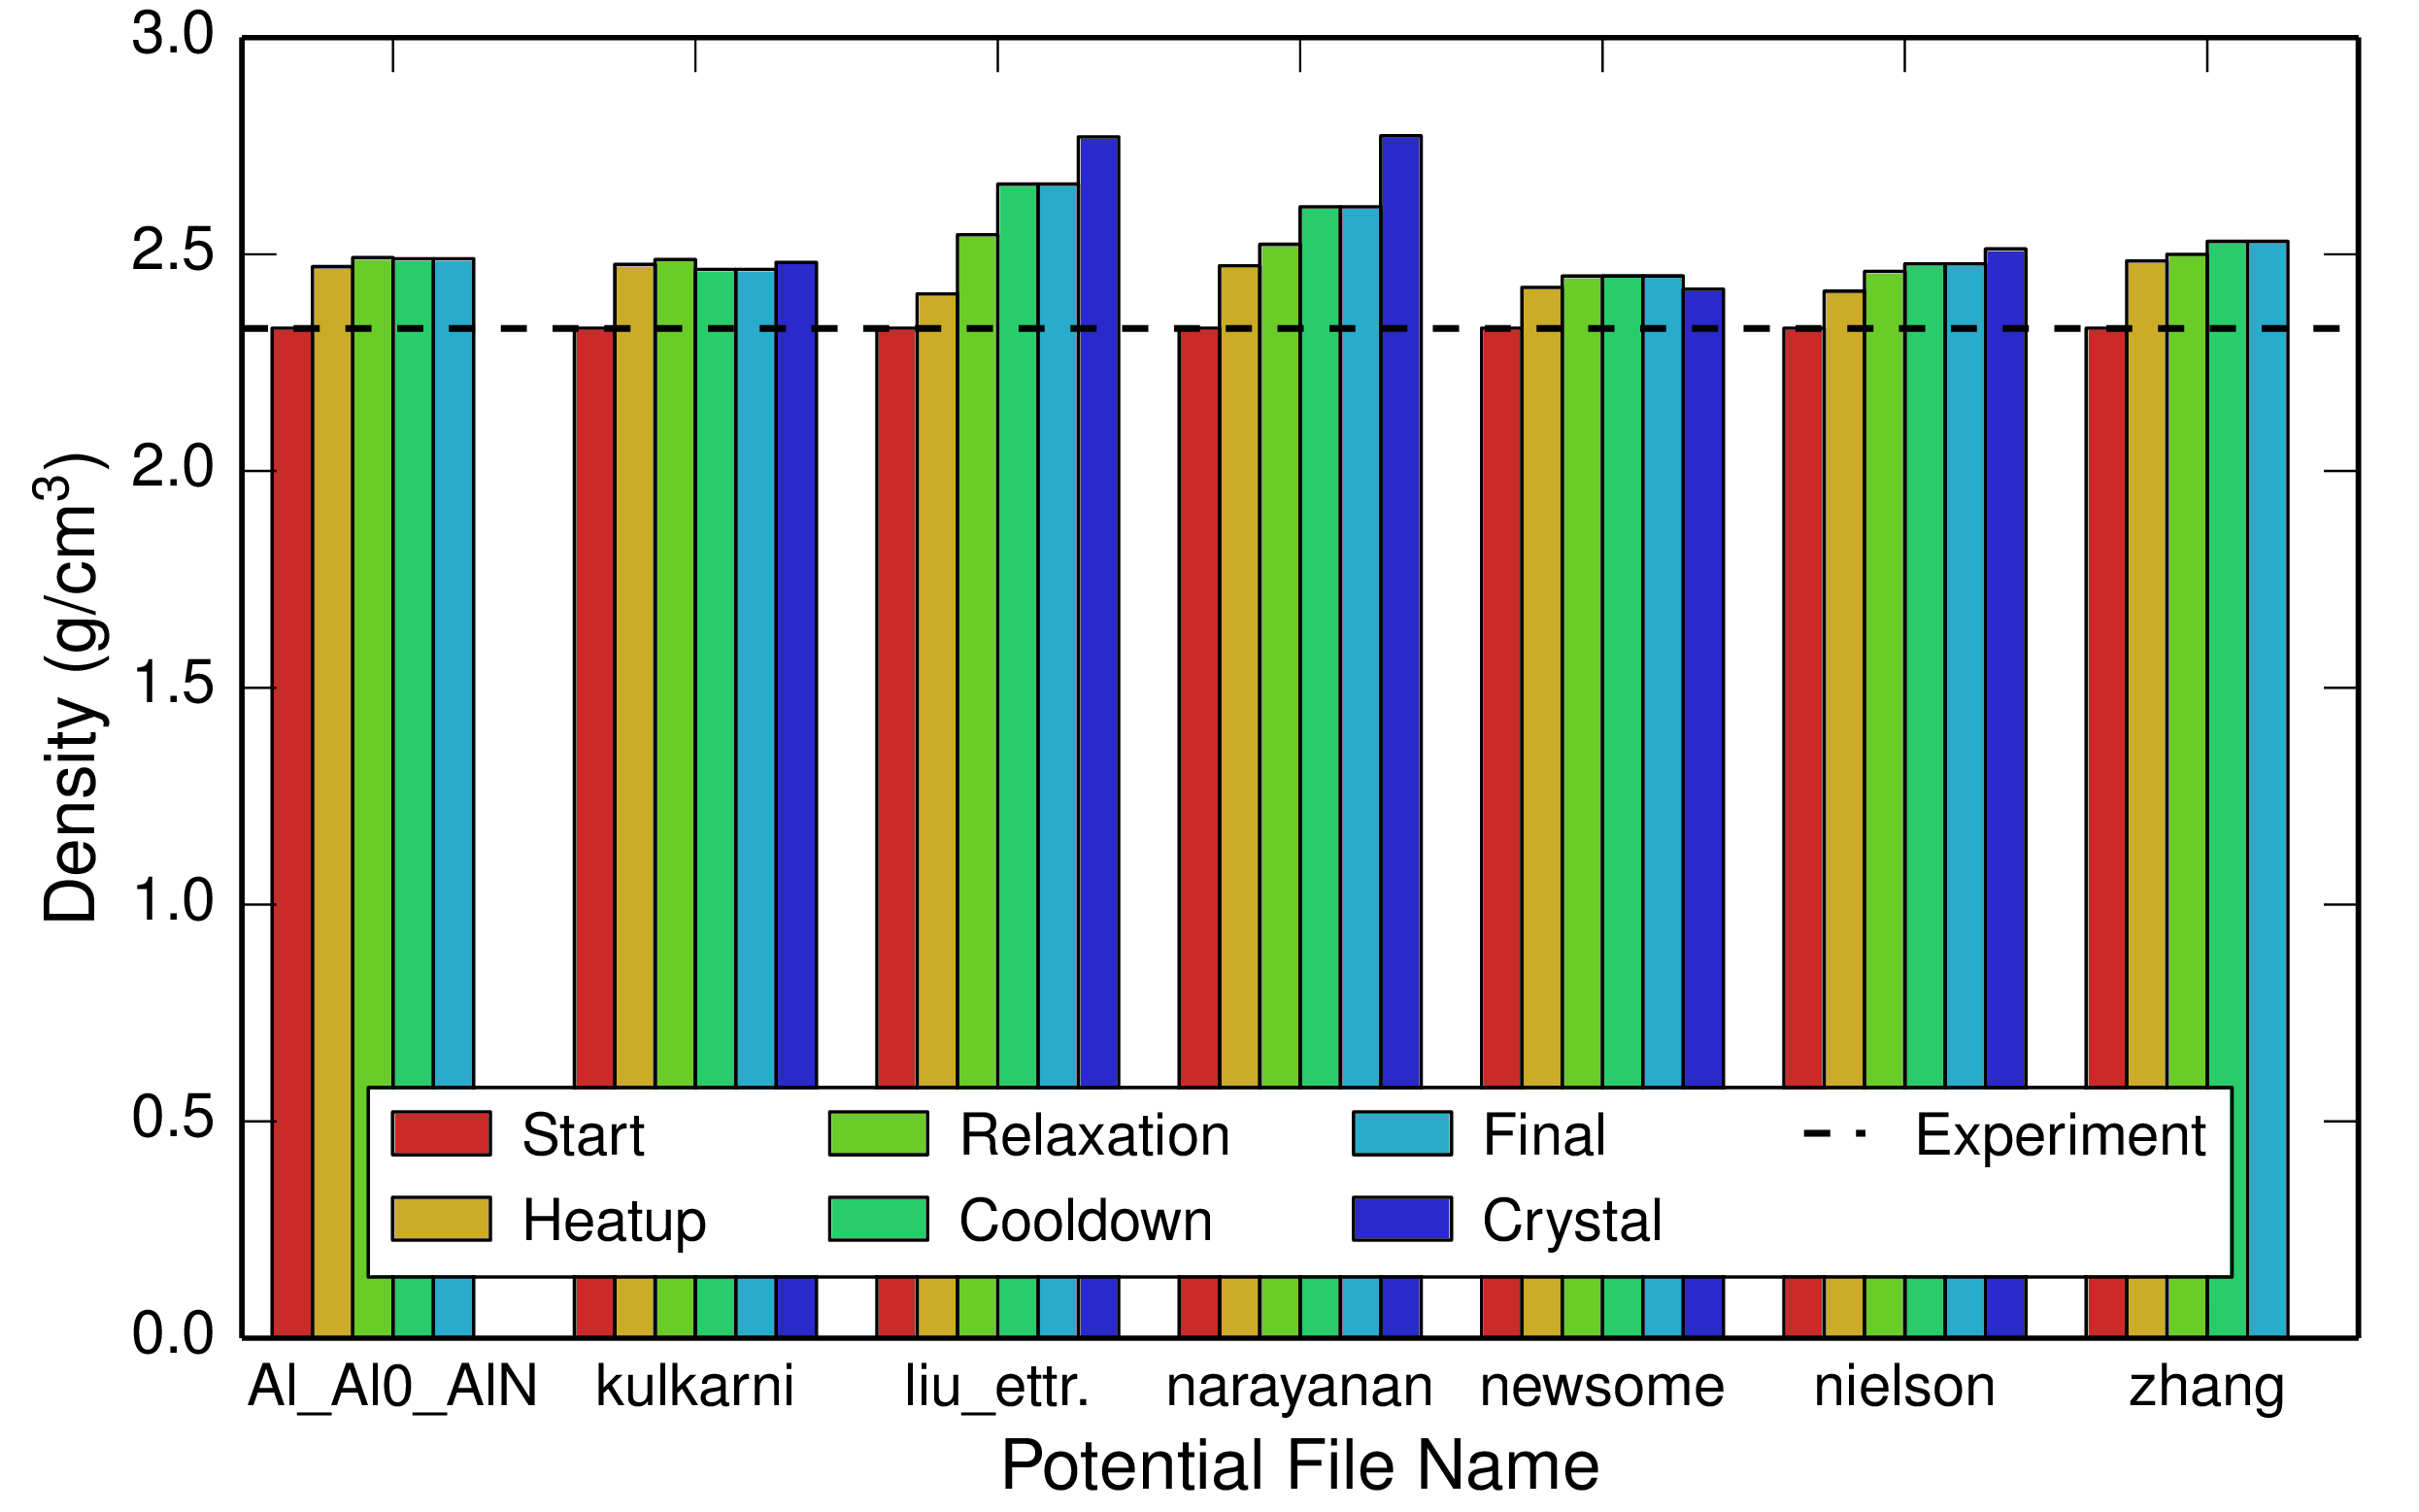 3.0
2.5
2.0
1.5
1.0
0.5
0.0
Density (g/cm³)
Start
Relaxation
Final
Experiment
Heatup
Cooldown
Crystal
Al_Al0_AlN kulkarni liu_ettr. narayanan newsome nielson zhang
Potential File Name